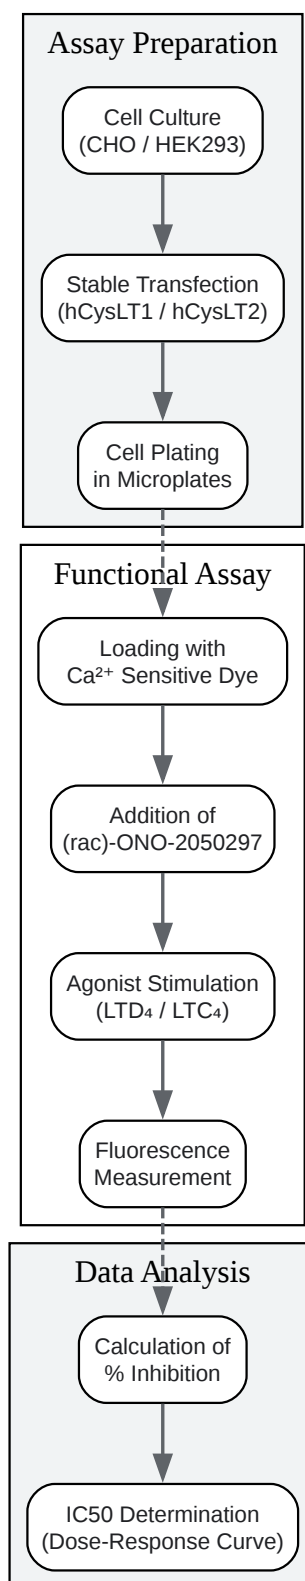 Assay Preparation
Cell Culture
(CHO / HEK293)
Stable Transfection
(hCysLT1 / hCysLT2)
Cell Plating
in Microplates
Functional Assay
Loading with
Ca²⁺ Sensitive Dye
Addition of
(rac)-ONO-2050297
Agonist Stimulation
(LTD₄ / LTC₄)
Fluorescence
Measurement
Data Analysis
Calculation of
% Inhibition
IC50 Determination
(Dose-Response Curve)